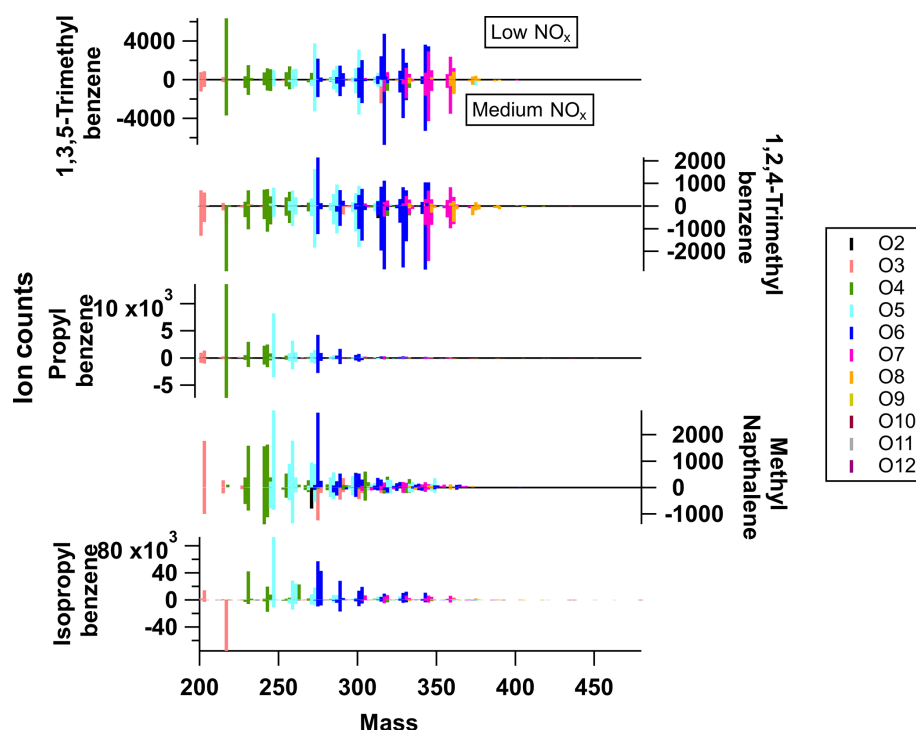 Ion counts
1,3,5-Trimethyl
benzene
4000
0
-4000
Low NOx
Medium NOx
1,2,4-Trimethyl
benzene
2000
1000
0
-1000
-2000
Propyl
benzene
10 x10³
5
0
-5
Methyl
Napthalene
2000
1000
0
-1000
Isopropyl
benzene
80 x10³
40
0
-40
200
250
300
350
400
450
Mass
O2
O3
O4
O5
O6
O7
O8
O9
O10
O11
O12